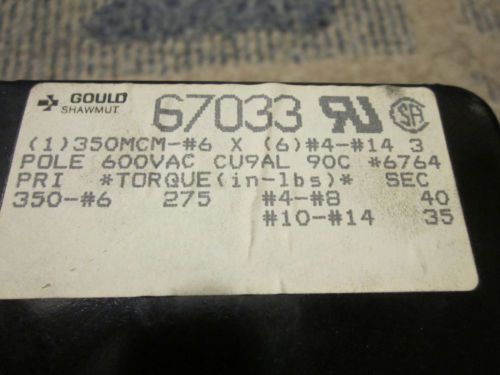 GOULD
SHAWMUT
67033
(1)350MCM-#6 X (6)#4-#14 3
POLE 600VAC CU9AL 90C *6764
PRI *TORQUE(in-lbs)* SEC
350-#6 275 #4-#8 40
#10-#14 35